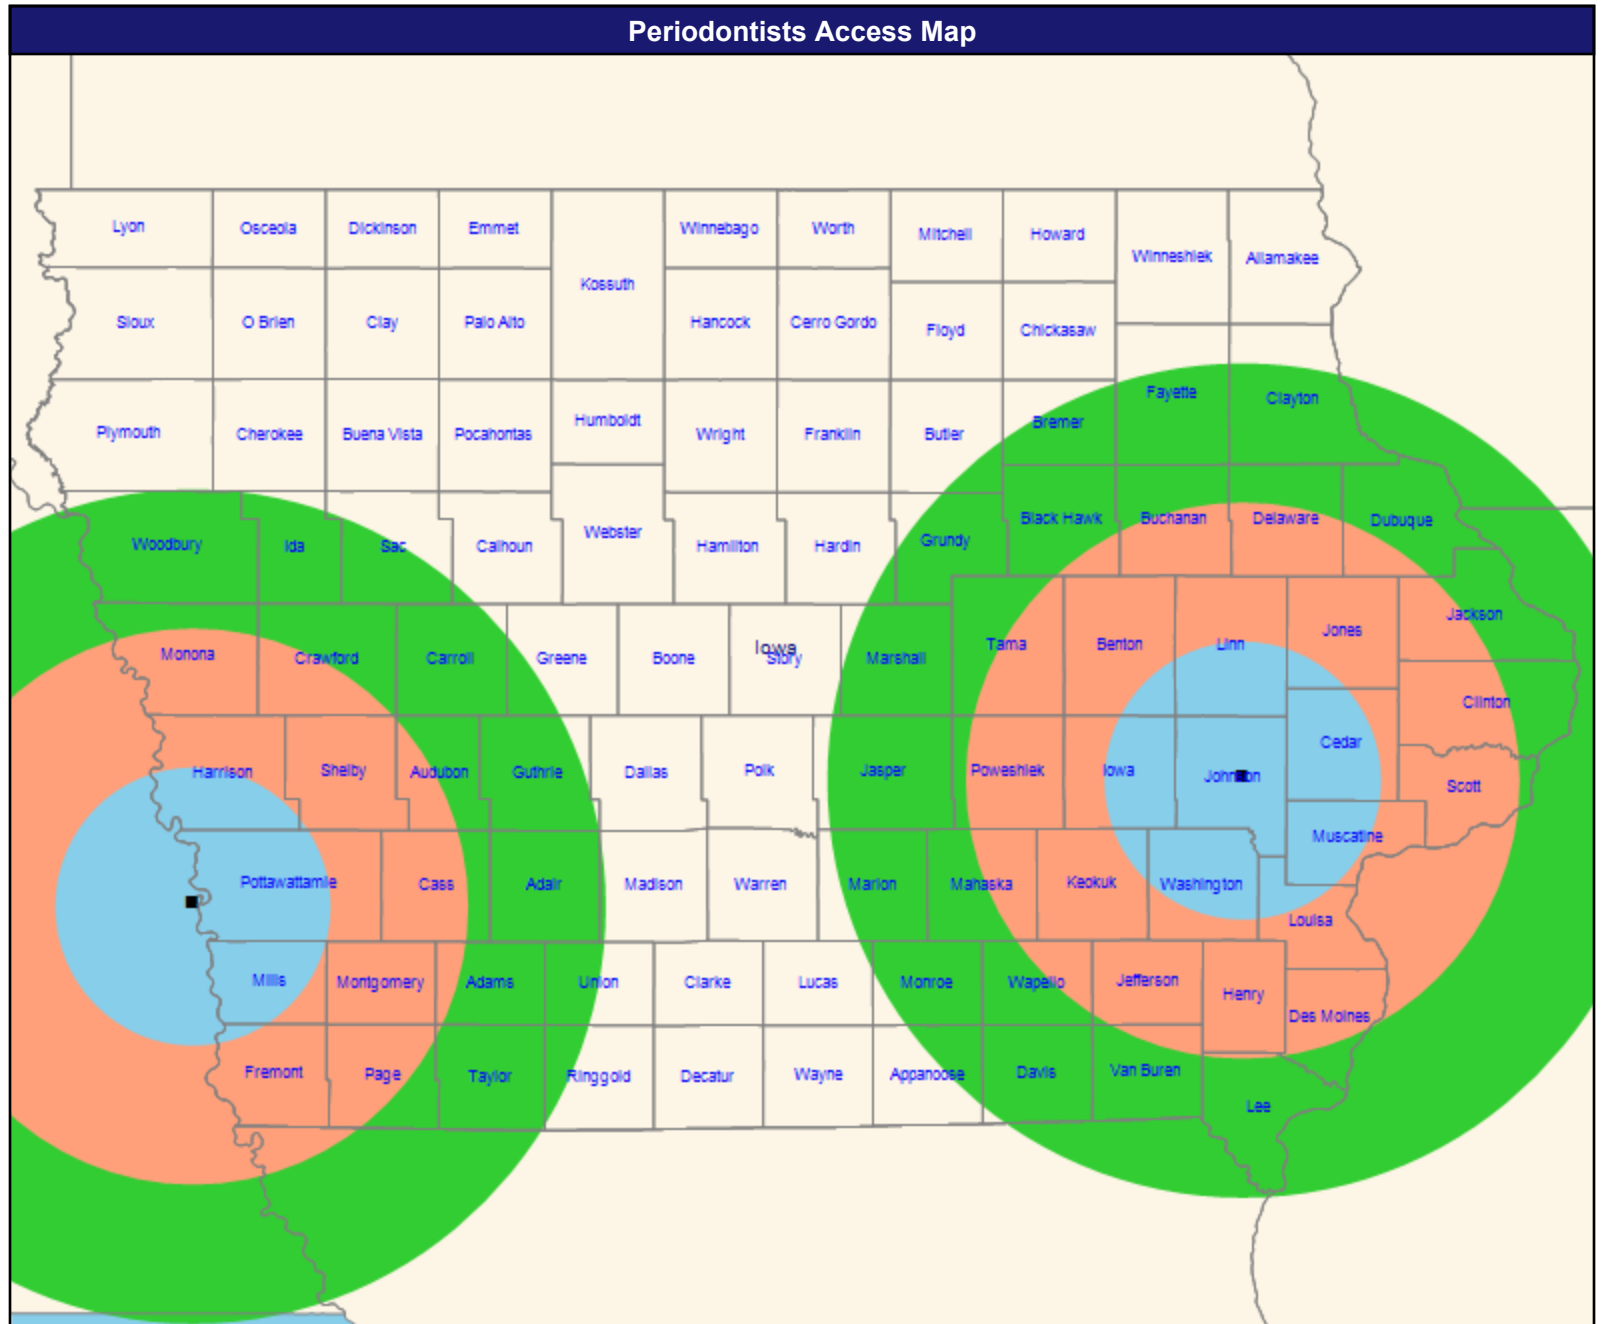 Periodontists Access Map
Lyon
Osceola
Dickinson
Emmet
Winnebago
Worth
Mitchell
Howard
Winneshiek
Allamakee
Kossuth
Sioux
O Brien
Clay
Palo Alto
Hancock
Cerro Gordo
Floyd
Chickasaw
Fayette
Clayton
Plymouth
Cherokee
Buena Vista
Pocahontas
Humboldt
Wright
Franklin
Butler
Bremer
Woodbury
Ida
Sac
Calhoun
Webster
Hamilton
Hardin
Grundy
Black Hawk
Buchanan
Delaware
Dubuque
Monona
Crawford
Carroll
Greene
Boone
Iowa
Story
Marshall
Tama
Benton
Linn
Jones
Jackson
Harrison
Shelby
Audubon
Guthrie
Dallas
Polk
Jasper
Poweshiek
Iowa
Johnson
Cedar
Clinton
Scott
Muscatine
Pottawattamie
Cass
Adair
Madison
Warren
Marion
Mahaska
Keokuk
Washington
Louisa
Mills
Montgomery
Adams
Union
Clarke
Lucas
Monroe
Wapello
Jefferson
Henry
Des Moines
Fremont
Page
Taylor
Ringgold
Decatur
Wayne
Appanoose
Davis
Van Buren
Lee